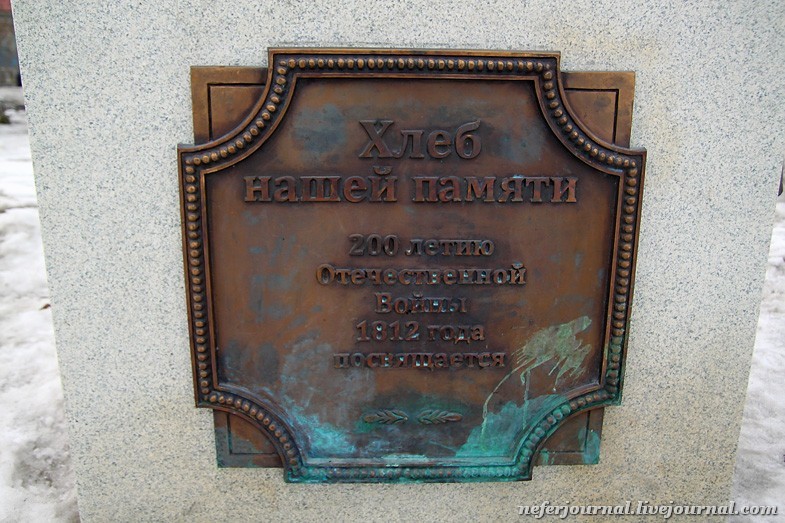 Хлеб
нашей памяти
200 летию
Отечественной
Войны
1812 года
посвящается
neferjournal.livejournal.com